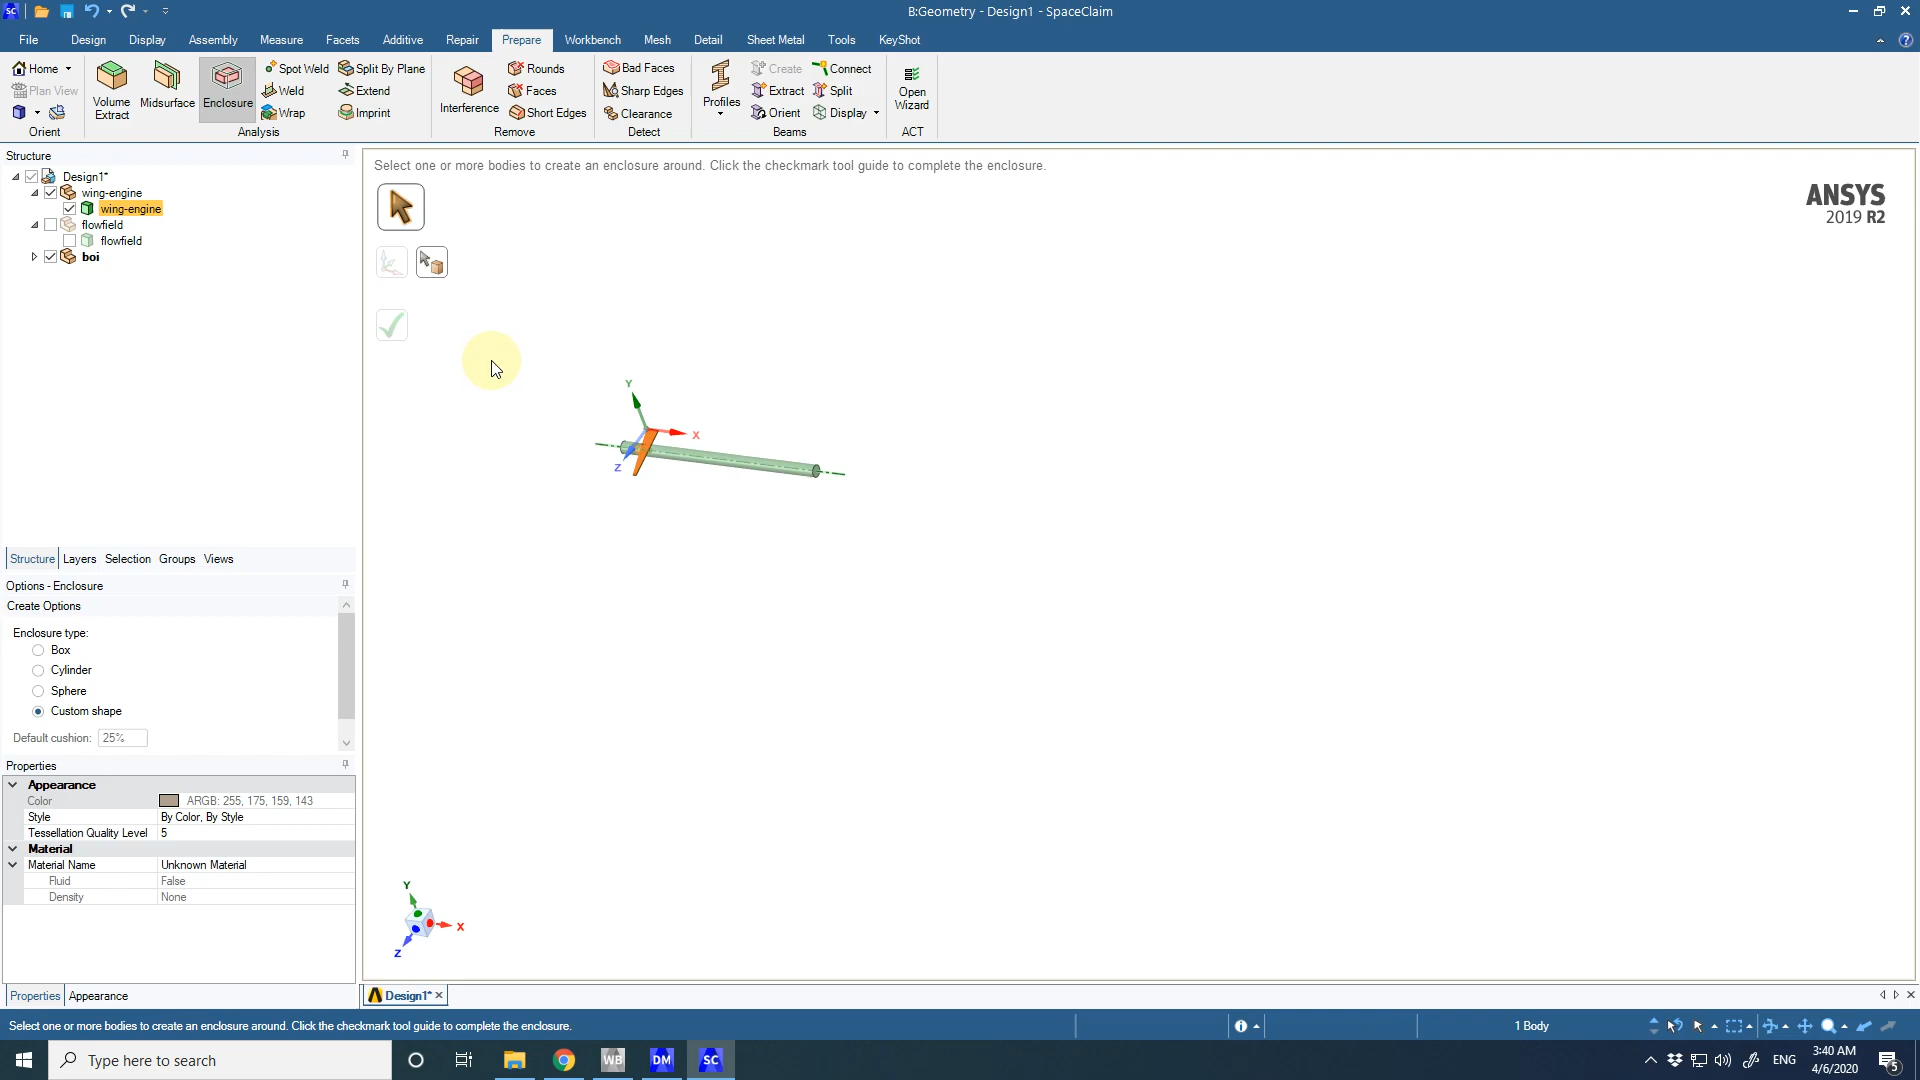 SC
B:Geometry - Design1 - SpaceClaim
File Design Display Assembly Measure Facets Additive Repair Prepare Workbench Mesh Detail Sheet Metal Tools KeyShot
Home
Plan View
Orient
Volume Extract
Midsurface
Enclosure
Spot Weld
Weld
Wrap
Split By Plane
Extend
Imprint
Analysis
Interference
Rounds
Faces
Short Edges
Remove
Bad Faces
Sharp Edges
Clearance
Detect
Profiles
Create
Extract
Orient
Connect
Split
Display
Beams
Open Wizard
ACT
Structure
Design1*
wing-engine
wing-engine
flowfield
flowfield
boi
Structure Layers Selection Groups Views
Options - Enclosure
Create Options
Enclosure type:
Box
Cylinder
Sphere
Custom shape
Default cushion: 25%
Properties
Appearance
Color ARGB: 255, 175, 159, 143
Style By Color, By Style
Tessellation Quality Level 5
Material
Material Name Unknown Material
Fluid False
Density None
Properties Appearance
Select one or more bodies to create an enclosure around. Click the checkmark tool guide to complete the enclosure.
ANSYS
2019 R2
Y
X
Z
Y
X
Z
Design1*
Select one or more bodies to create an enclosure around. Click the checkmark tool guide to complete the enclosure.
1 Body
Type here to search
WB
DM
SC
ENG
3:40 AM
4/6/2020
5